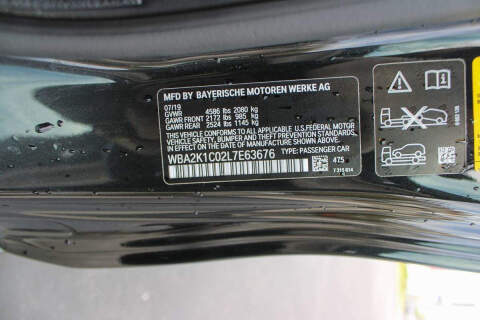 MFD BY BAYERISCHE MOTOREN WERKE AG
07/19
GVWR 4586 lbs 2080 kg
GAWR FRONT 2172 lbs 985 kg
GAWR REAR 2524 lbs 1145 kg
THIS VEHICLE CONFORMS TO ALL APPLICABLE U.S.FEDERAL MOTOR
VEHICLE SAFETY, BUMPER, AND THEFT PREVENTION STANDARDS
IN EFFECT ON THE DATE OF MANUFACTURE SHOWN ABOVE.
WBA2K1C02L7E63676 TYPE: PASSENGER CAR
475